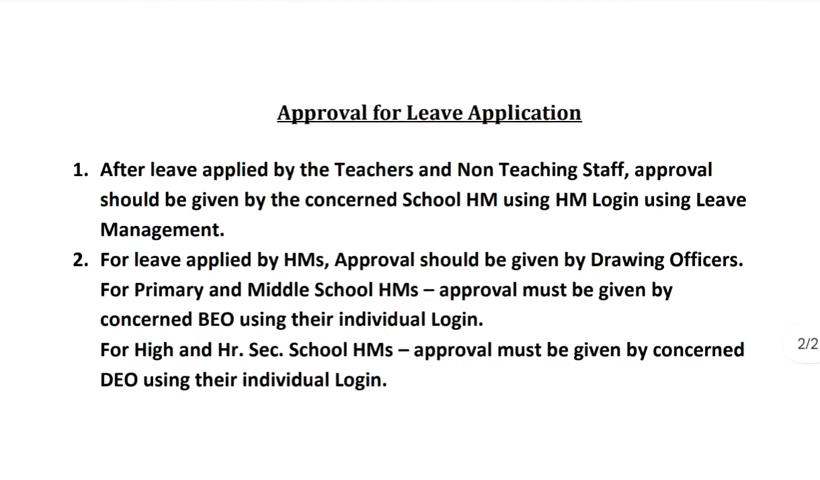 Approval for Leave Application
1. After leave applied by the Teachers and Non Teaching Staff, approval
should be given by the concerned School HM using HM Login using Leave
Management.
2. For leave applied by HMs, Approval should be given by Drawing Officers.
For Primary and Middle School HMs – approval must be given by
concerned BEO using their individual Login.
For High and Hr. Sec. School HMs – approval must be given by concerned
DEO using their individual Login.
2/2